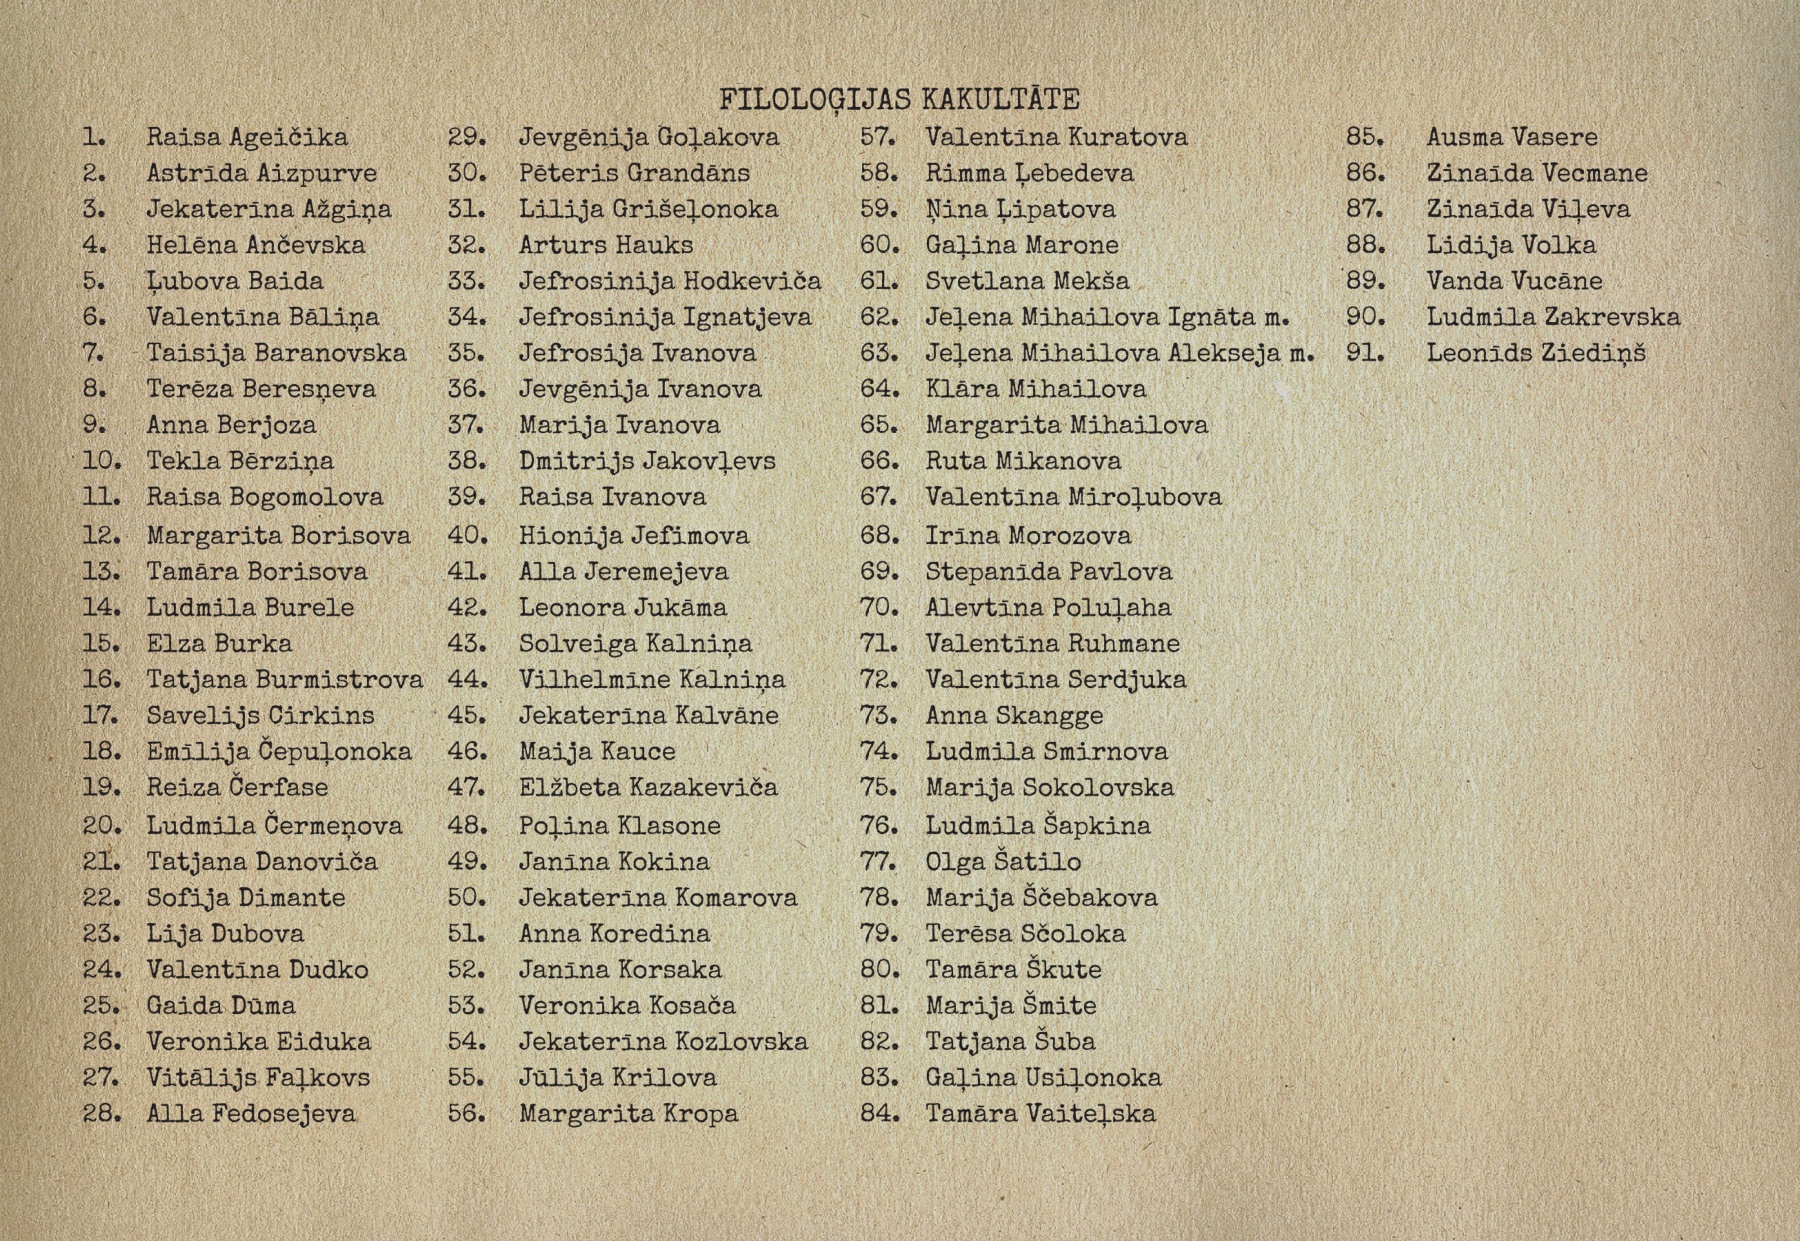 FILOLOĢIJAS KAKULTĀTE
1. Raisa Ageičika
2. Astrīda Aizpurve
3. Jekaterīna Ažgiņa
4. Helēna Ančevska
5. Ļubova Baida
6. Valentīna Bāliņa
7. Taisija Baranovska
8. Terēza Beresņeva
9. Anna Berjoza
10. Tekla Bērziņa
11. Raisa Bogomolova
12. Margarita Borisova
13. Tamāra Borisova
14. Ludmila Burele
15. Elza Burka
16. Tatjana Burmistrova
17. Savelijs Cirkins
18. Emīlija Čepuļonoka
19. Reiza Čerfase
20. Ludmila Čermeņova
21. Tatjana Danoviča
22. Sofija Dimante
23. Lija Dubova
24. Valentīna Dudko
25. Gaida Dūma
26. Veronika Eiduka
27. Vitālijs Faļkovs
28. Alla Fedosejeva
29. Jevgēnija Goļakova
30. Pēteris Grandāns
31. Lilija Grišeļonoka
32. Arturs Hauks
33. Jefrosinija Hodkeviča
34. Jefrosinija Ignatjeva
35. Jefrosija Ivanova
36. Jevgēnija Ivanova
37. Marija Ivanova
38. Dmitrijs Jakovļevs
39. Raisa Ivanova
40. Hionija Jefimova
41. Alla Jeremejeva
42. Leonora Jukāma
43. Solveiga Kalniņa
44. Vilhelmīne Kalniņa
45. Jekaterīna Kalvāne
46. Maija Kauce
47. Elžbeta Kazakeviča
48. Poļina Klasone
49. Janīna Kokina
50. Jekaterīna Komarova
51. Anna Koredina
52. Janīna Korsaka
53. Veronika Kosača
54. Jekaterīna Kozlovska
55. Jūlija Krilova
56. Margarita Kropa
57. Valentīna Kuratova
58. Rimma Ļebedeva
59. Ņina Ļipatova
60. Gaļina Marone
61. Svetlana Mekša
62. Jeļena Mihailova Ignāta m.
63. Jeļena Mihailova Alekseja m.
64. Klāra Mihailova
65. Margarita Mihailova
66. Ruta Mikanova
67. Valentīna Miroļubova
68. Irīna Morozova
69. Stepanīda Pavlova
70. Alevtīna Poluļaha
71. Valentīna Ruhmane
72. Valentīna Serdjuka
73. Anna Skangge
74. Ludmila Smirnova
75. Marija Sokolovska
76. Ludmila Šapkina
77. Olga Šatilo
78. Marija Ščebakova
79. Terēsa Sčoloka
80. Tamāra Škute
81. Marija Šmite
82. Tatjana Šuba
83. Gaļina Usiļonoka
84. Tamāra Vaiteļska
85. Ausma Vasere
86. Zinaīda Vecmane
87. Zinaīda Viļeva
88. Lidija Volka
89. Vanda Vucāne
90. Ludmila Zakrevska
91. Leonīds Ziediņš